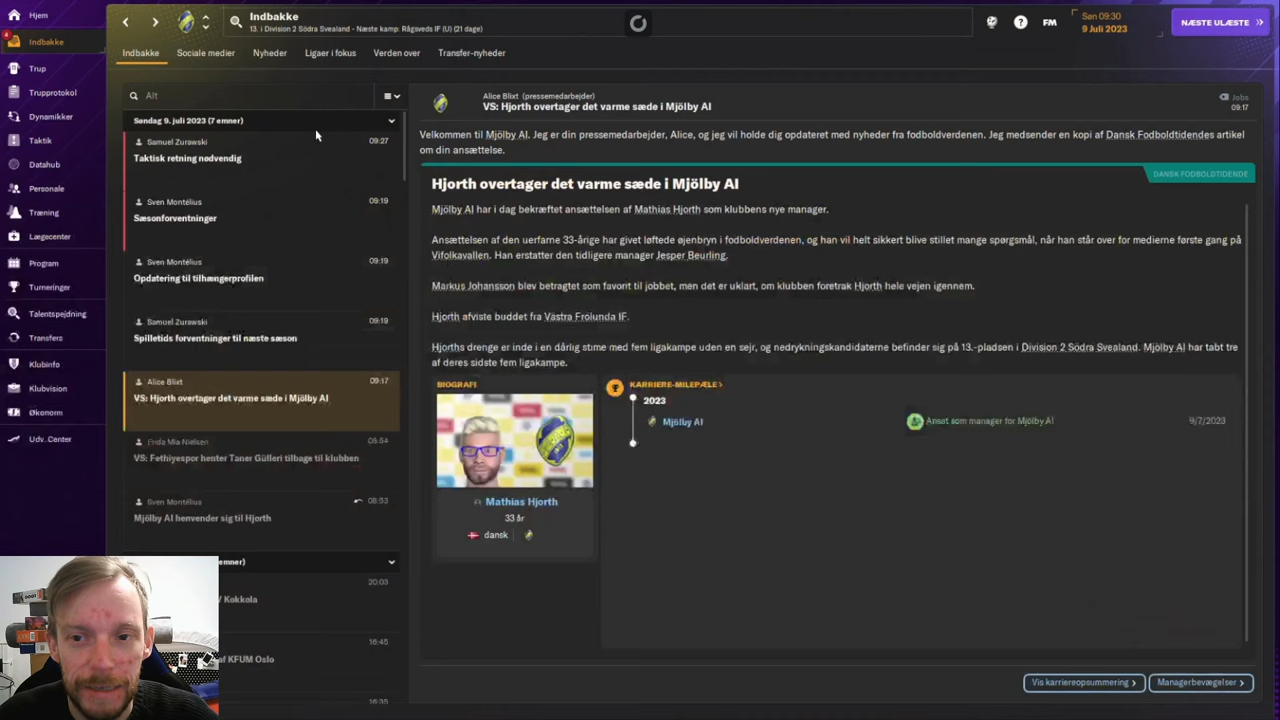 Hjem
4
Indbakke
Trup
Trupprotokol
Dynamikker
Taktik
Datahub
Personale
Træning
Lægecenter
Program
Turneringer
Talentspejdning
Transfers
Klubinfo
Klubvision
Økonomi
Udv. Center
Indbakke
13. i Division 2 Södra Svealand - Næste kamp: Rågsveds IF (U) (21 dage)
FM
Søn 09:30
9 Juli 2023
NÆSTE ULÆSTE
Indbakke
Sociale medier
Nyheder
Ligaer i fokus
Verden over
Transfer-nyheder
Alt
Søndag 9. juli 2023 (7 emner)
Samuel Zurawski
09:27
Taktisk retning nødvendig
Sven Montélius
09:19
Sæsonforventninger
Sven Montélius
09:19
Opdatering til tilhængerprofilen
Samuel Zurawski
09:19
Spilletids forventninger til næste sæson
Alice Blixt
09:17
VS: Hjorth overtager det varme sæde i Mjölby AI
Frida Mia Nielsen
08:54
VS: Fethiyespor henter Taner Gülleri tilbage til klubben
Sven Montélius
08:53
Mjölby AI henvender sig til Hjorth
emner)
20:03
Kokkola
16:45
af KFUM Oslo
16:35
Alice Blixt (pressemedarbejder)
VS: Hjorth overtager det varme sæde i Mjölby AI
Jobs
09:17
Velkommen til Mjölby AI. Jeg er din pressemedarbejder, Alice, og jeg vil holde dig opdateret med nyheder fra fodboldverdenen. Jeg medsender en kopi af Dansk Fodboldtidendes artikel
om din ansættelse.
DANSK FODBOLDTIDENDE
Hjorth overtager det varme sæde i Mjölby AI
Mjölby AI har i dag bekræftet ansættelsen af Mathias Hjorth som klubbens nye manager.
Ansættelsen af den uerfarne 33-årige har givet løftede øjenbryn i fodboldverdenen, og han vil helt sikkert blive stillet mange spørgsmål, når han står over for medierne første gang på
Vifolkavallen. Han erstatter den tidligere manager Jesper Beurling.
Markus Johansson blev betragtet som favorit til jobbet, men det er uklart, om klubben foretrak Hjorth hele vejen igennem.
Hjorth afviste buddet fra Västra Frölunda IF.
Hjorths drenge er inde i en dårlig stime med fem ligakampe uden en sejr, og nedrykningskandidaterne befinder sig på 13.-pladsen i Division 2 Södra Svealand. Mjölby AI har tabt tre
af deres sidste fem ligakampe.
BIOGRAFI
Mathias Hjorth
33 år
dansk
KARRIERE-MILEPÆLE
2023
Mjölby AI
Ansat som manager for Mjölby AI
9/7/2023
Vis karriereopsummering
Managerbevægelser